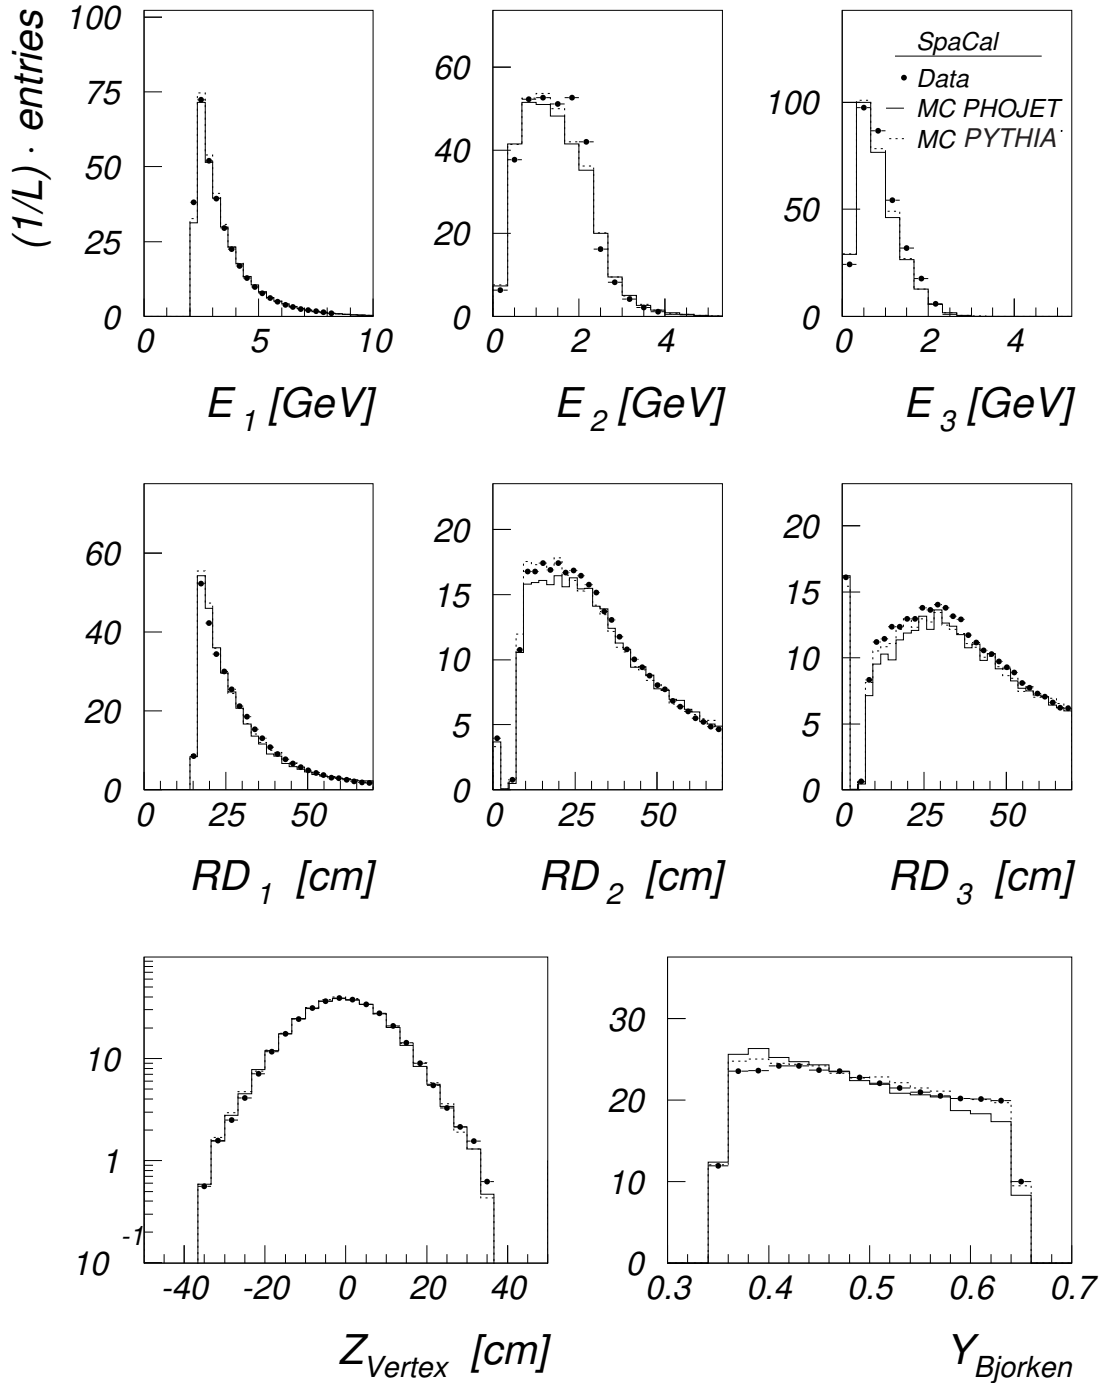 (1/L) · entries
100
75
50
25
0
0 5 10
E 1 [GeV]
60
40
20
0
0 2 4
E 2 [GeV]
SpaCal
Data
MC PHOJET
MC PYTHIA
100
50
0
0 2 4
E 3 [GeV]
60
40
20
0
0 25 50
RD 1 [cm]
20
15
10
5
0
0 25 50
RD 2 [cm]
20
15
10
5
0
0 25 50
RD 3 [cm]
10
1
10 -1
-40 -20 0 20 40
Z Vertex [cm]
30
20
10
0
0.3 0.4 0.5 0.6 0.7
Y Bjorken